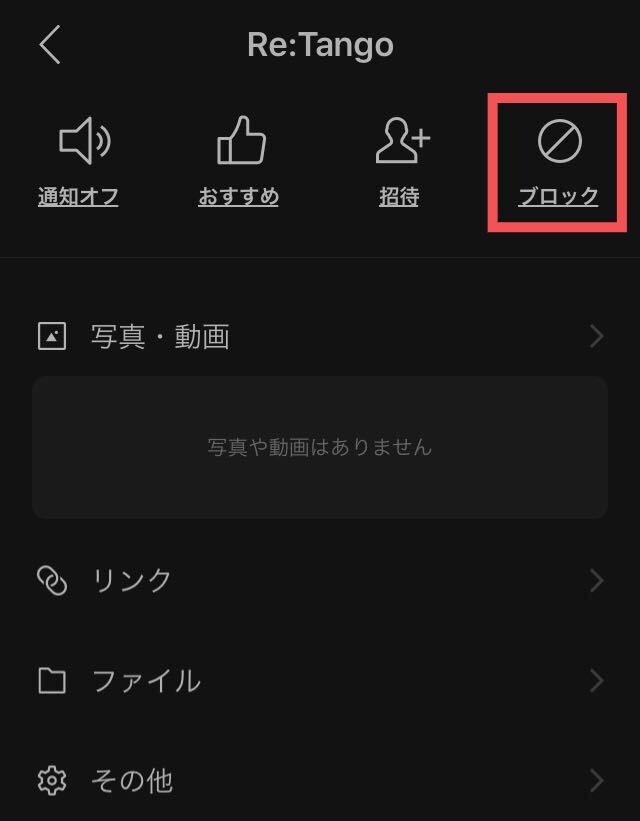 Re:Tango
通知オフ
おすすめ
招待
ブロック
写真・動画
写真や動画はありません
リンク
ファイル
その他